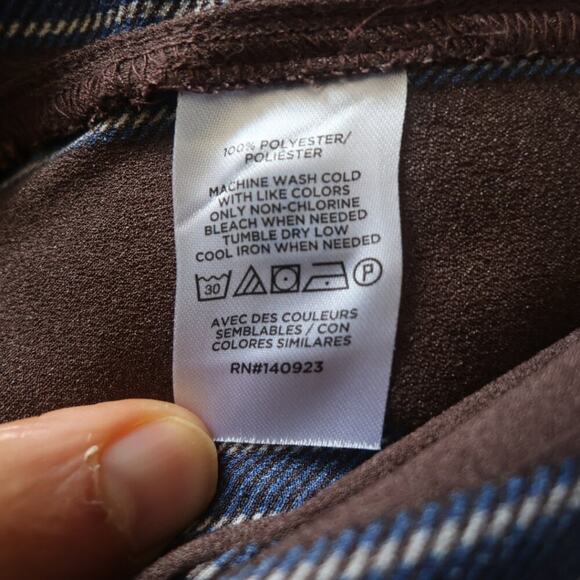 100% POLYESTER/
POLIÉSTER
MACHINE WASH COLD
WITH LIKE COLORS
ONLY NON-CHLORINE
BLEACH WHEN NEEDED
TUMBLE DRY LOW
COOL IRON WHEN NEEDED
30 P
AVEC DES COULEURS
SEMBLABLES / CON
COLORES SIMILARES
RN#140923